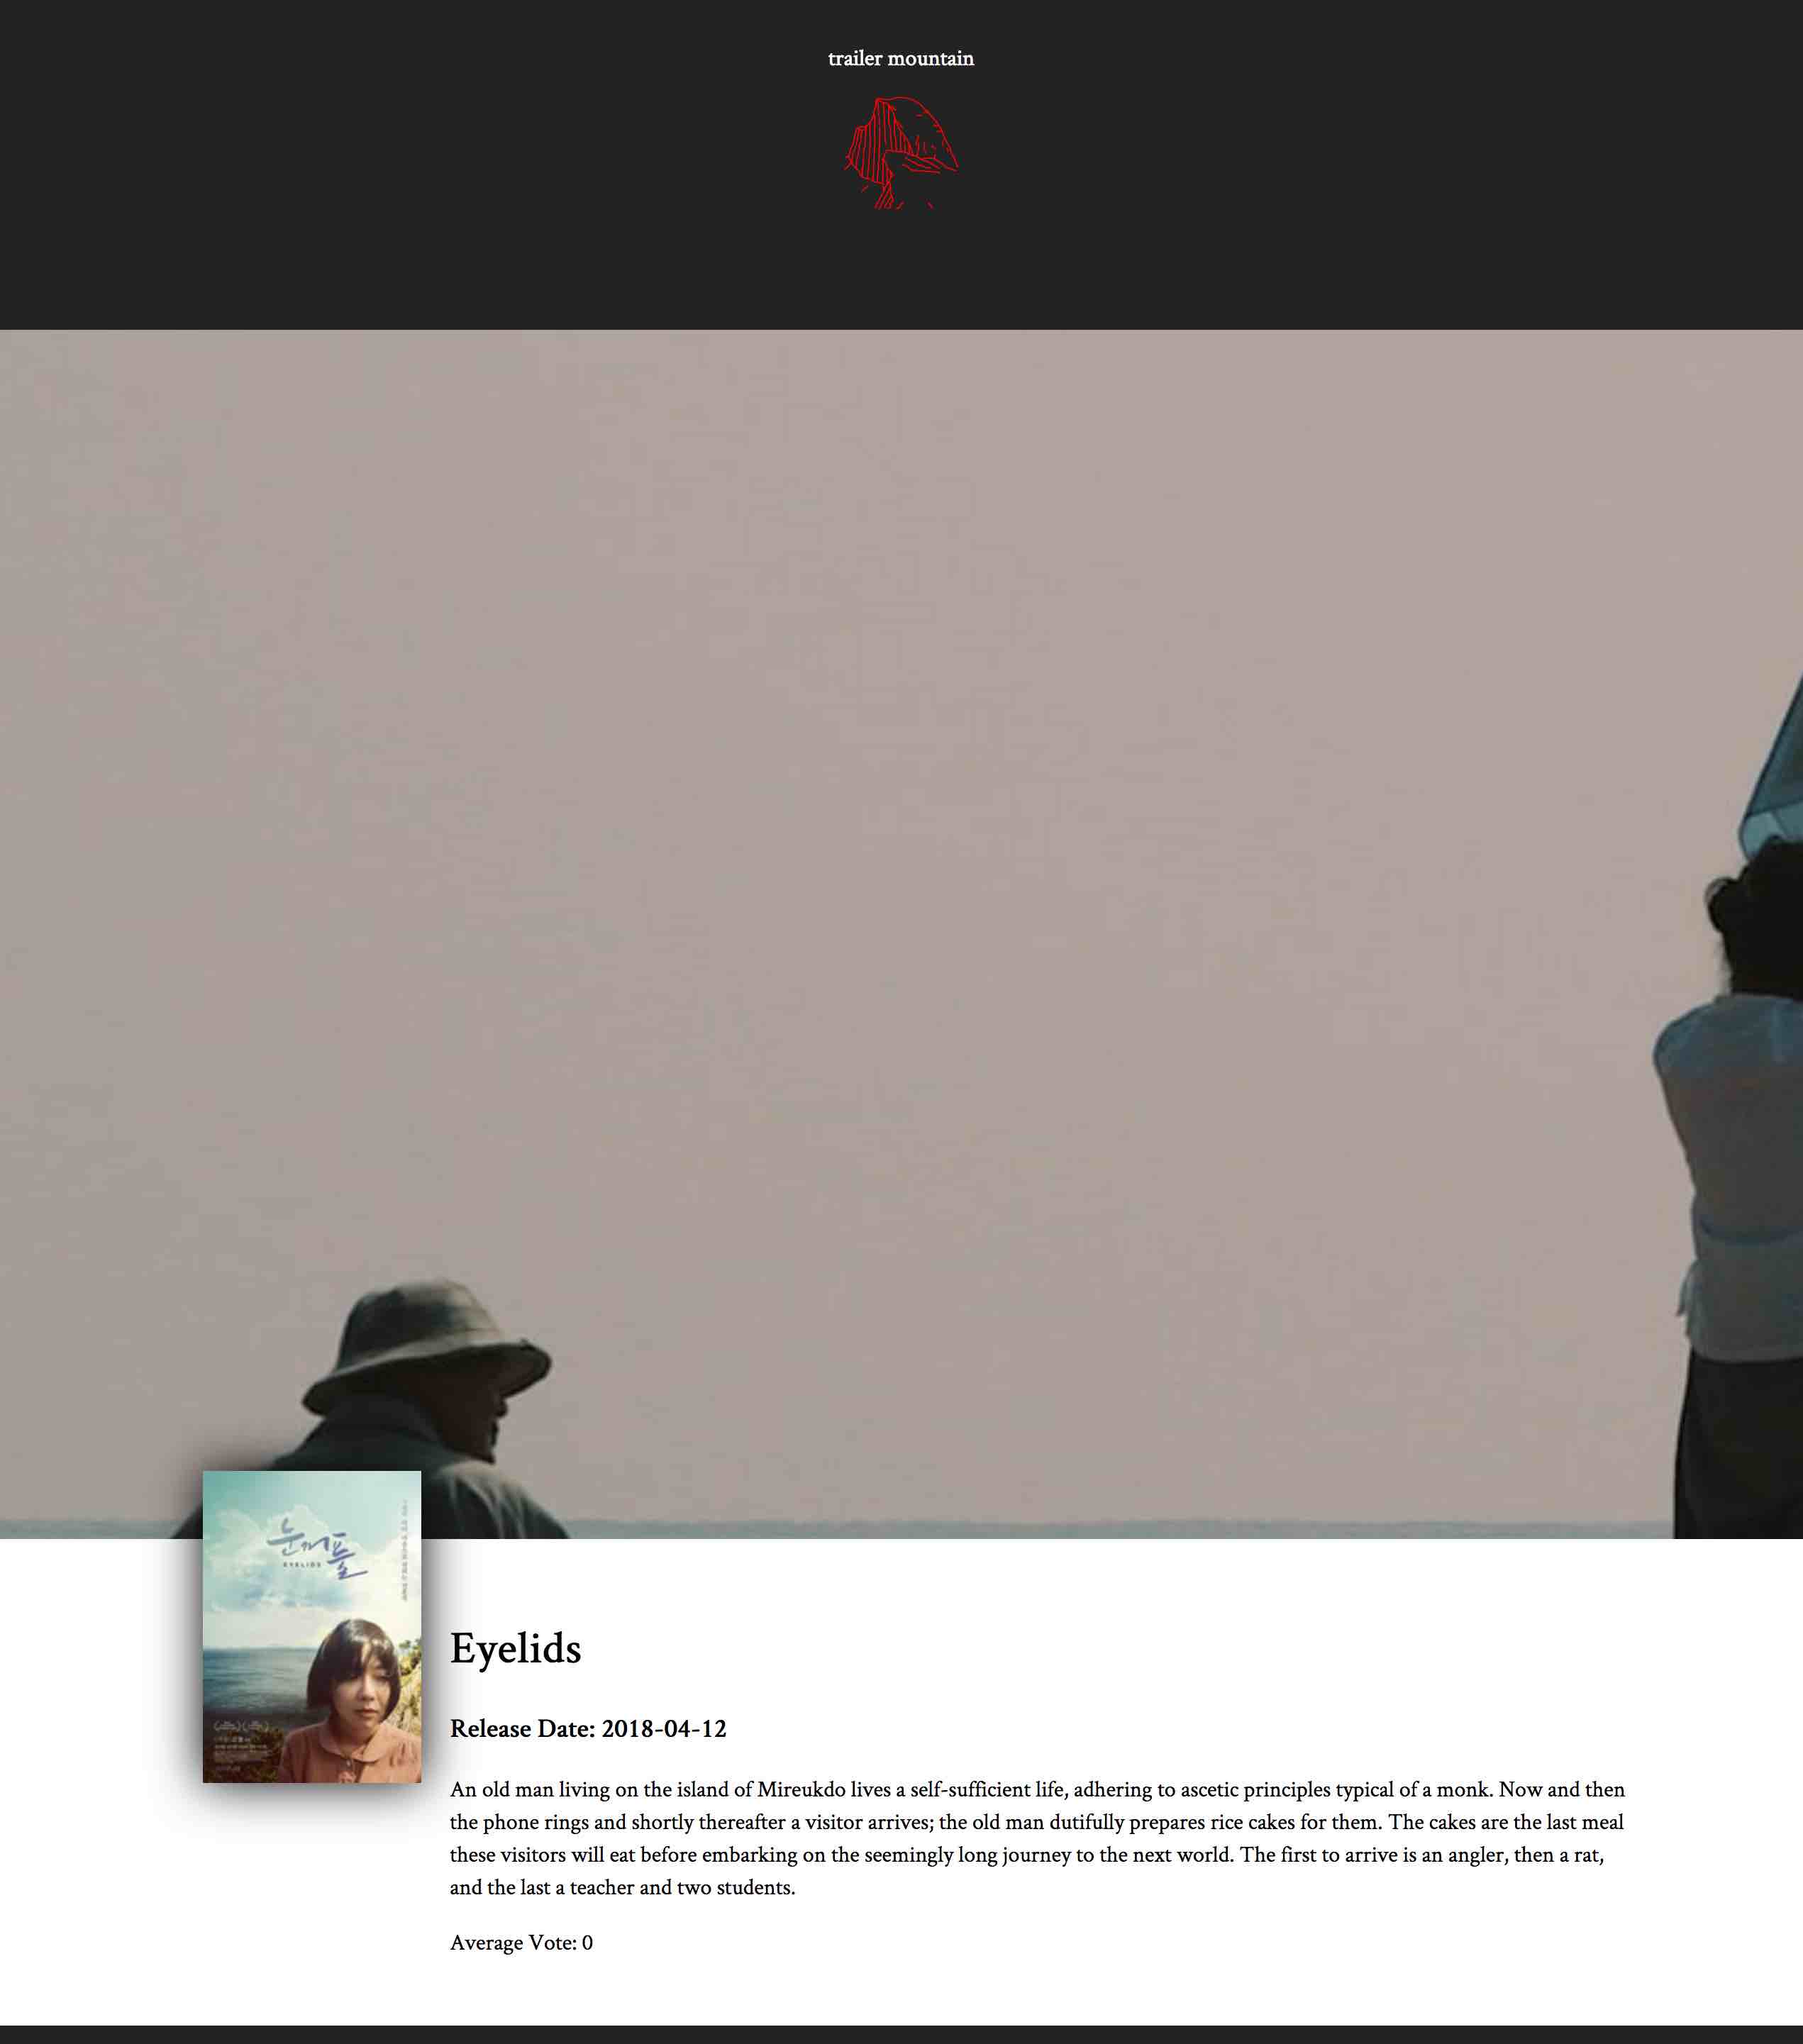 trailer mountain
눈꺼풀
EYELIDS
Eyelids
Release Date: 2018-04-12
An old man living on the island of Mireukdo lives a self-sufficient life, adhering to ascetic principles typical of a monk. Now and then
the phone rings and shortly thereafter a visitor arrives; the old man dutifully prepares rice cakes for them. The cakes are the last meal
these visitors will eat before embarking on the seemingly long journey to the next world. The first to arrive is an angler, then a rat,
and the last a teacher and two students.
Average Vote: 0